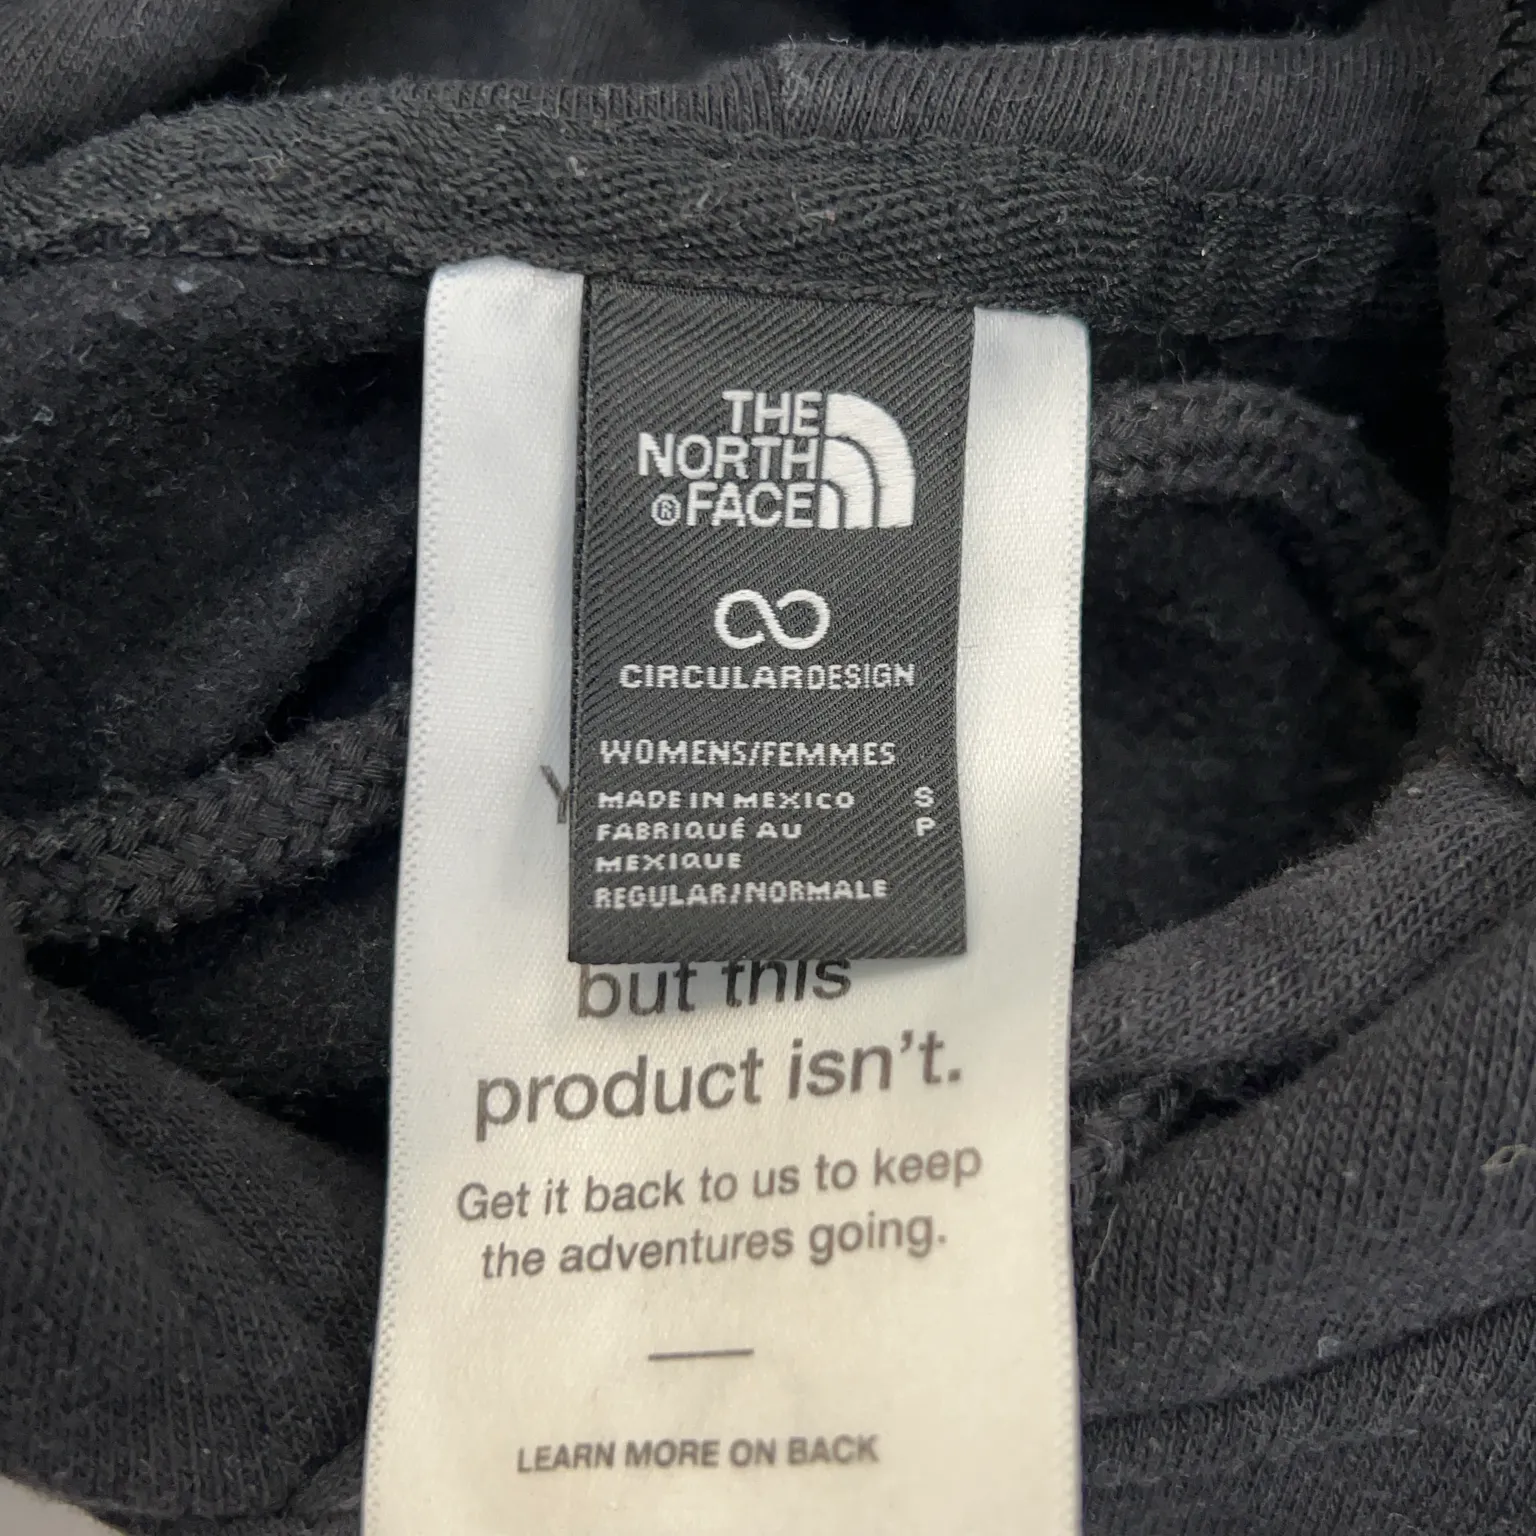 THE
NORTH
® FACE
CIRCULARDESIGN
WOMENS/FEMMES
MADE IN MEXICO S
FABRIQUÉ AU P
MEXIQUE
REGULAR/NORMALE
but this
product isn't.
Get it back to us to keep
the adventures going.
LEARN MORE ON BACK